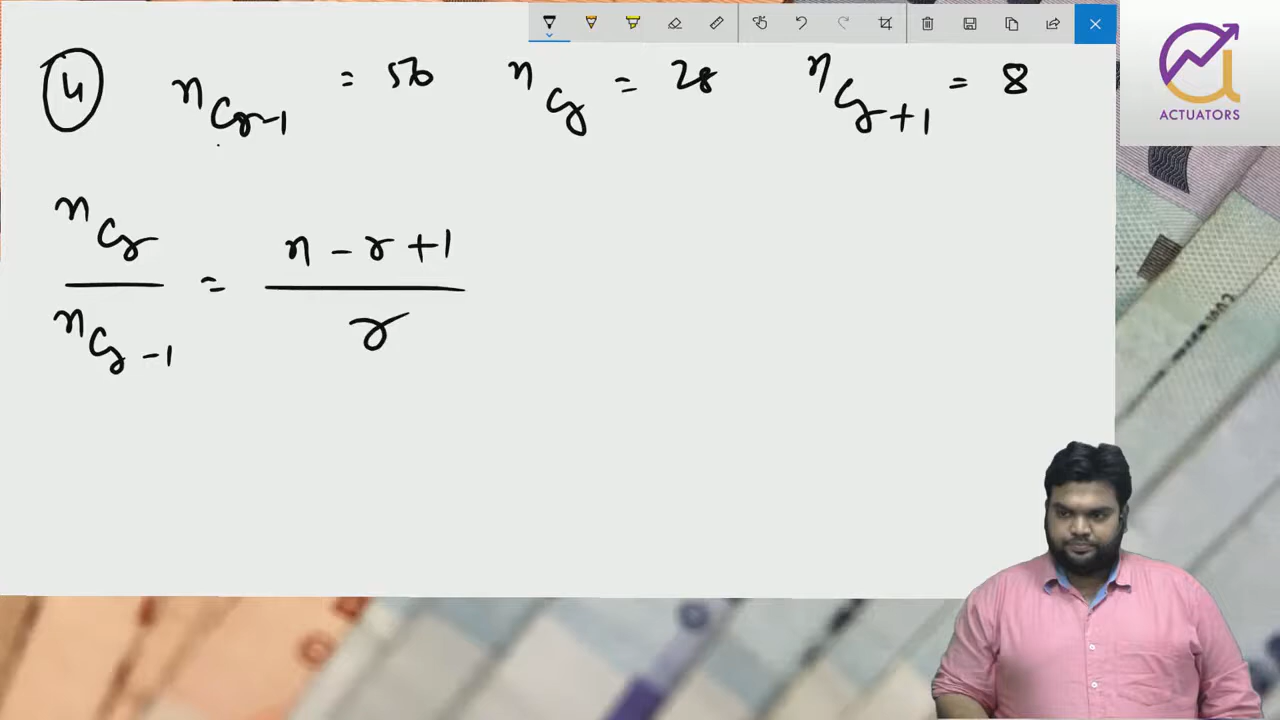 4 nCr-1 = 56 nCr = 28 nCr+1 = 8
nCr / nCr-1 = n - r + 1 / r
ACTUATORS